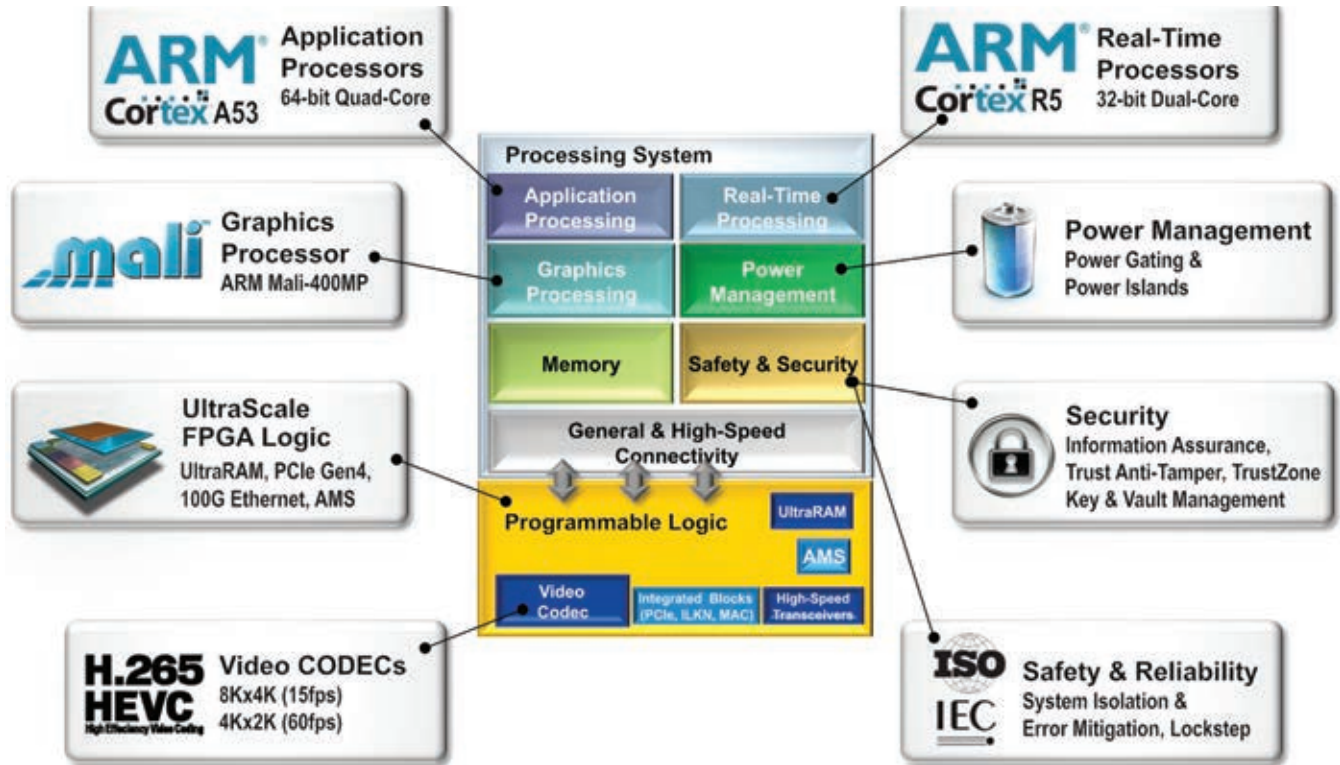 ARM®
Cortex A53
Application
Processors
64-bit Quad-Core
ARM®
Cortex R5
Real-Time
Processors
32-bit Dual-Core
mali™
Graphics
Processor
ARM Mali-400MP
Processing System
Application
Processing
Real-Time
Processing
Graphics
Processing
Power
Management
Memory
Safety & Security
General & High-Speed
Connectivity
Power Management
Power Gating &
Power Islands
UltraScale
FPGA Logic
UltraRAM, PCIe Gen4,
100G Ethernet, AMS
Programmable Logic
UltraRAM
AMS
Video
Codec
Integrated Blocks
(PCIe, ILKN, MAC)
High-Speed
Transceivers
Security
Information Assurance,
Trust Anti-Tamper, TrustZone
Key & Vault Management
H.265
HEVC
High Efficiency Video Coding
Video CODECs
8Kx4K (15fps)
4Kx2K (60fps)
ISO
IEC
Safety & Reliability
System Isolation &
Error Mitigation, Lockstep